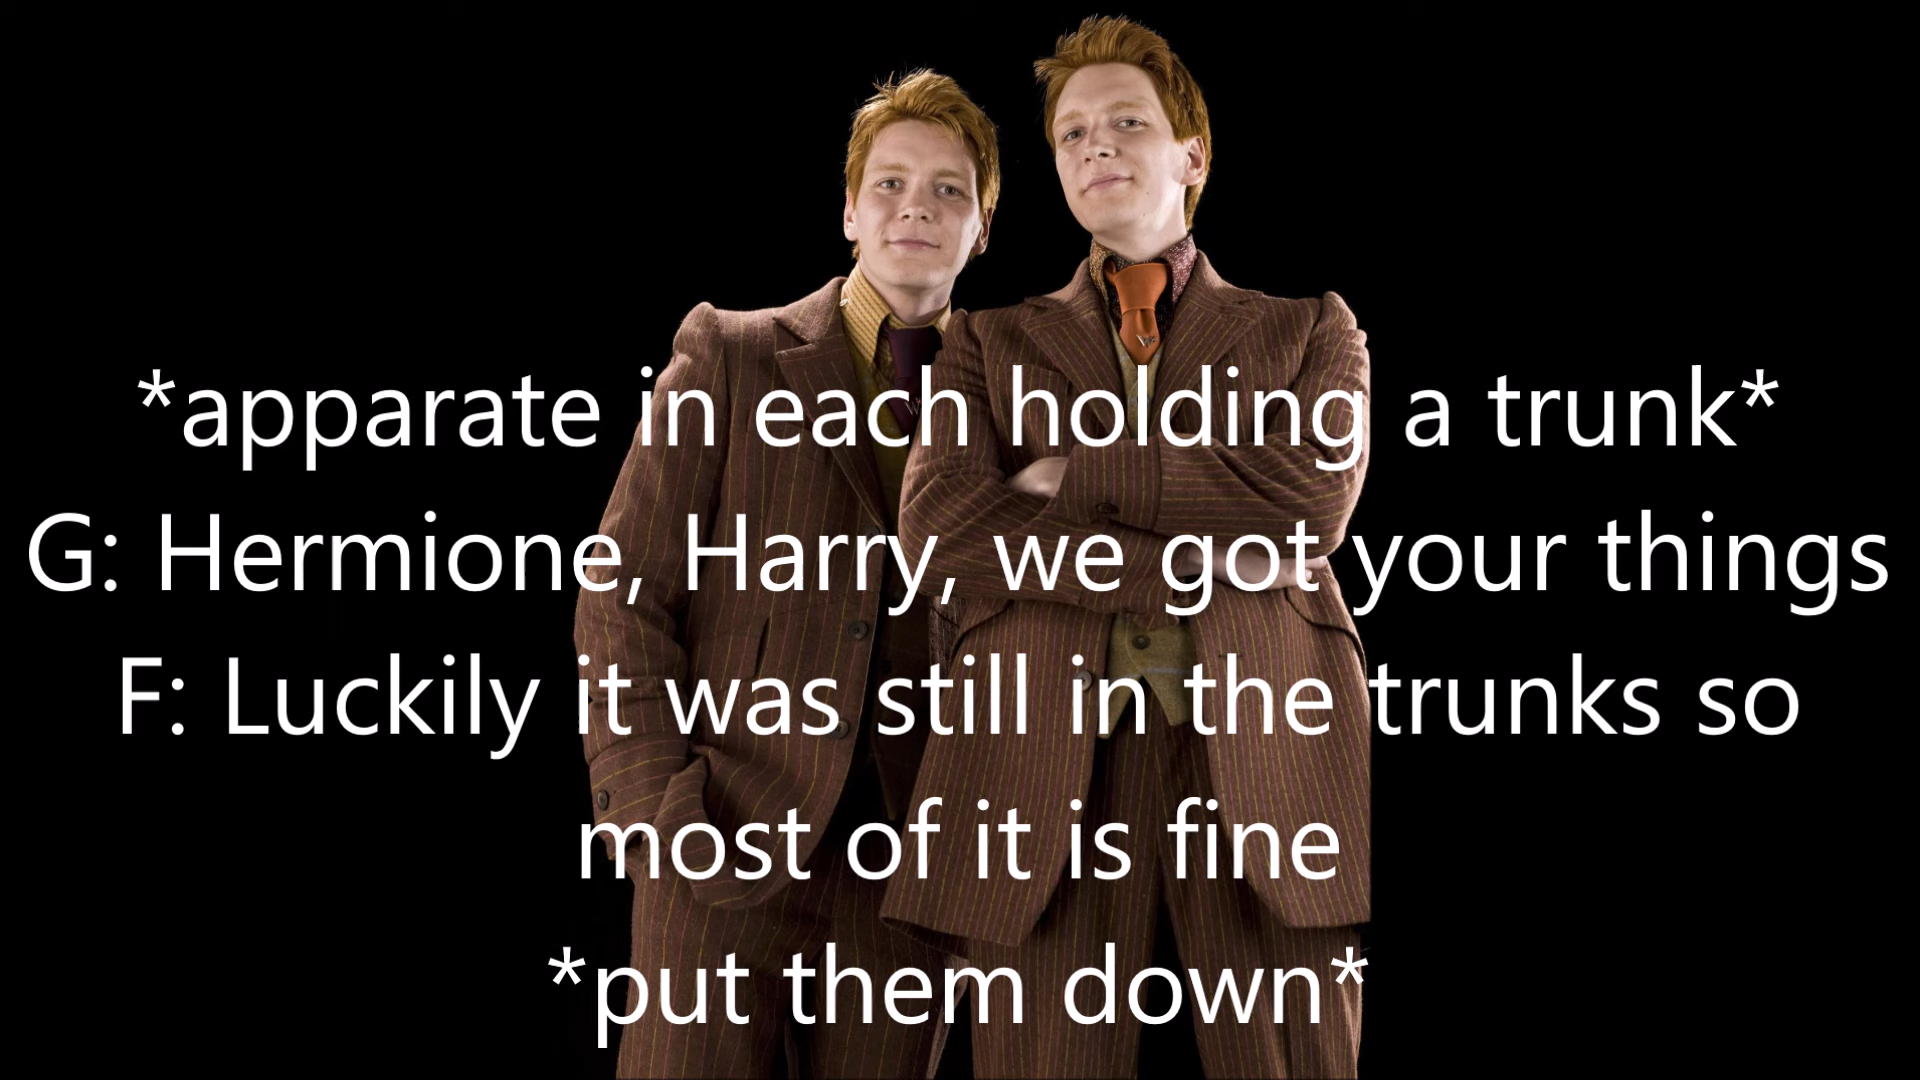 *apparate in each holding a trunk*
G: Hermione, Harry, we got your things
F: Luckily it was still in the trunks so
most of it is fine
*put them down*